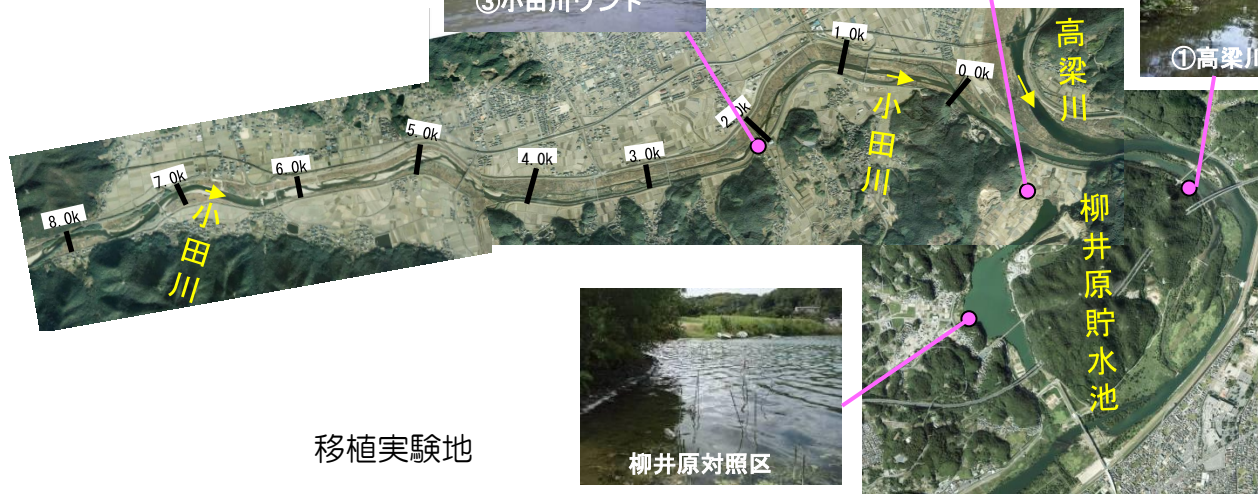 ③小田川ワンド
①高梁川
高梁川
1.0k
0.0k
小田川
2.0k
5.0k
4.0k
3.0k
6.0k
7.0k
8.0k
小田川
柳井原貯水池
柳井原対照区
移植実験地